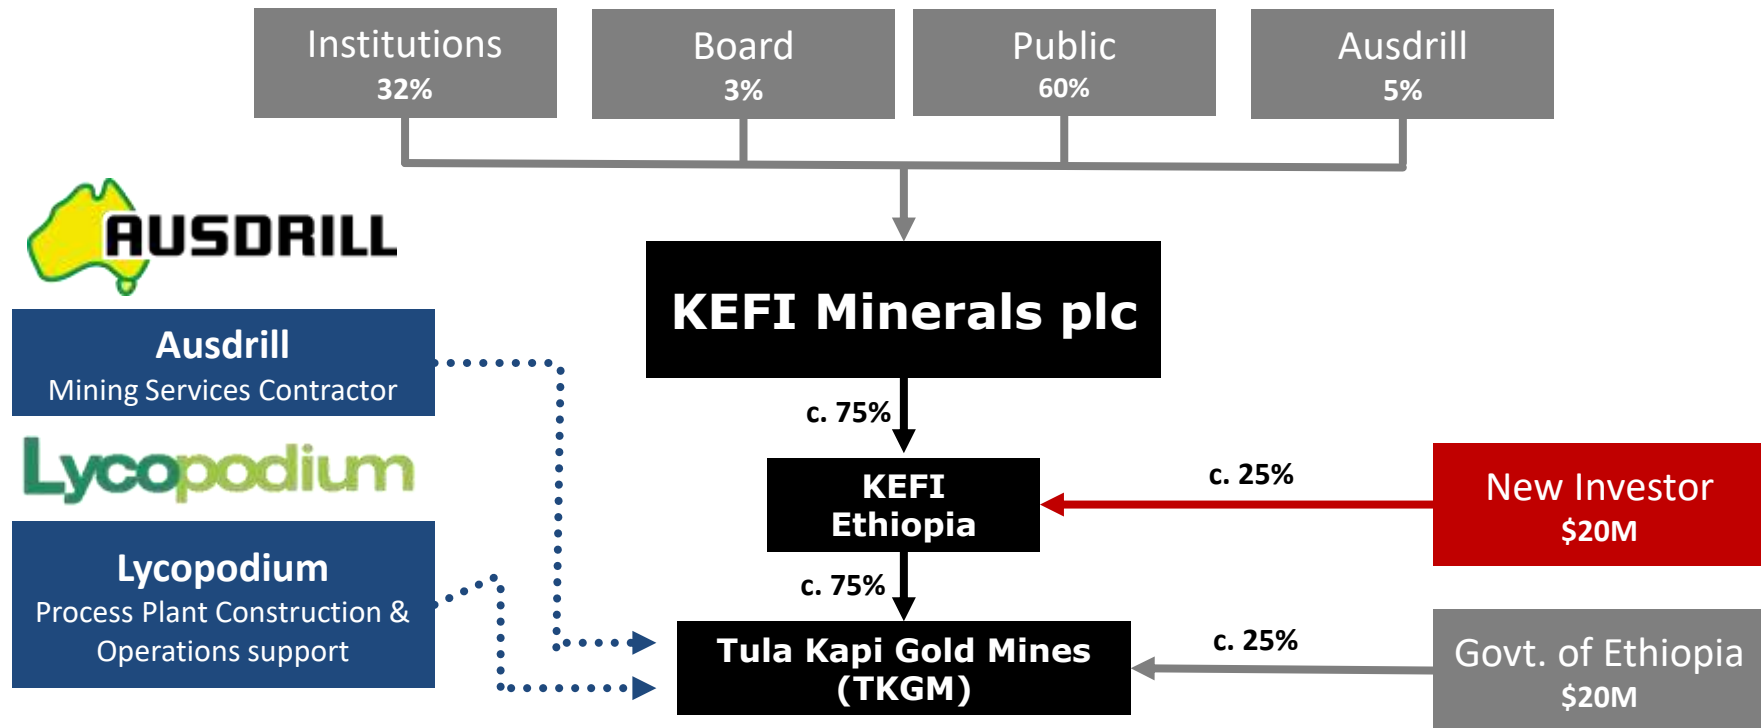 Institutions
32%
Board
3%
Public
60%
Ausdrill
5%
AUSDRILL
KEFI Minerals plc
Ausdrill
Mining Services Contractor
c. 75%
Lycopodium
KEFI
Ethiopia
c. 25%
New Investor
$20M
Lycopodium
Process Plant Construction &
Operations support
c. 75%
Tula Kapi Gold Mines
(TKGM)
c. 25%
Govt. of Ethiopia
$20M